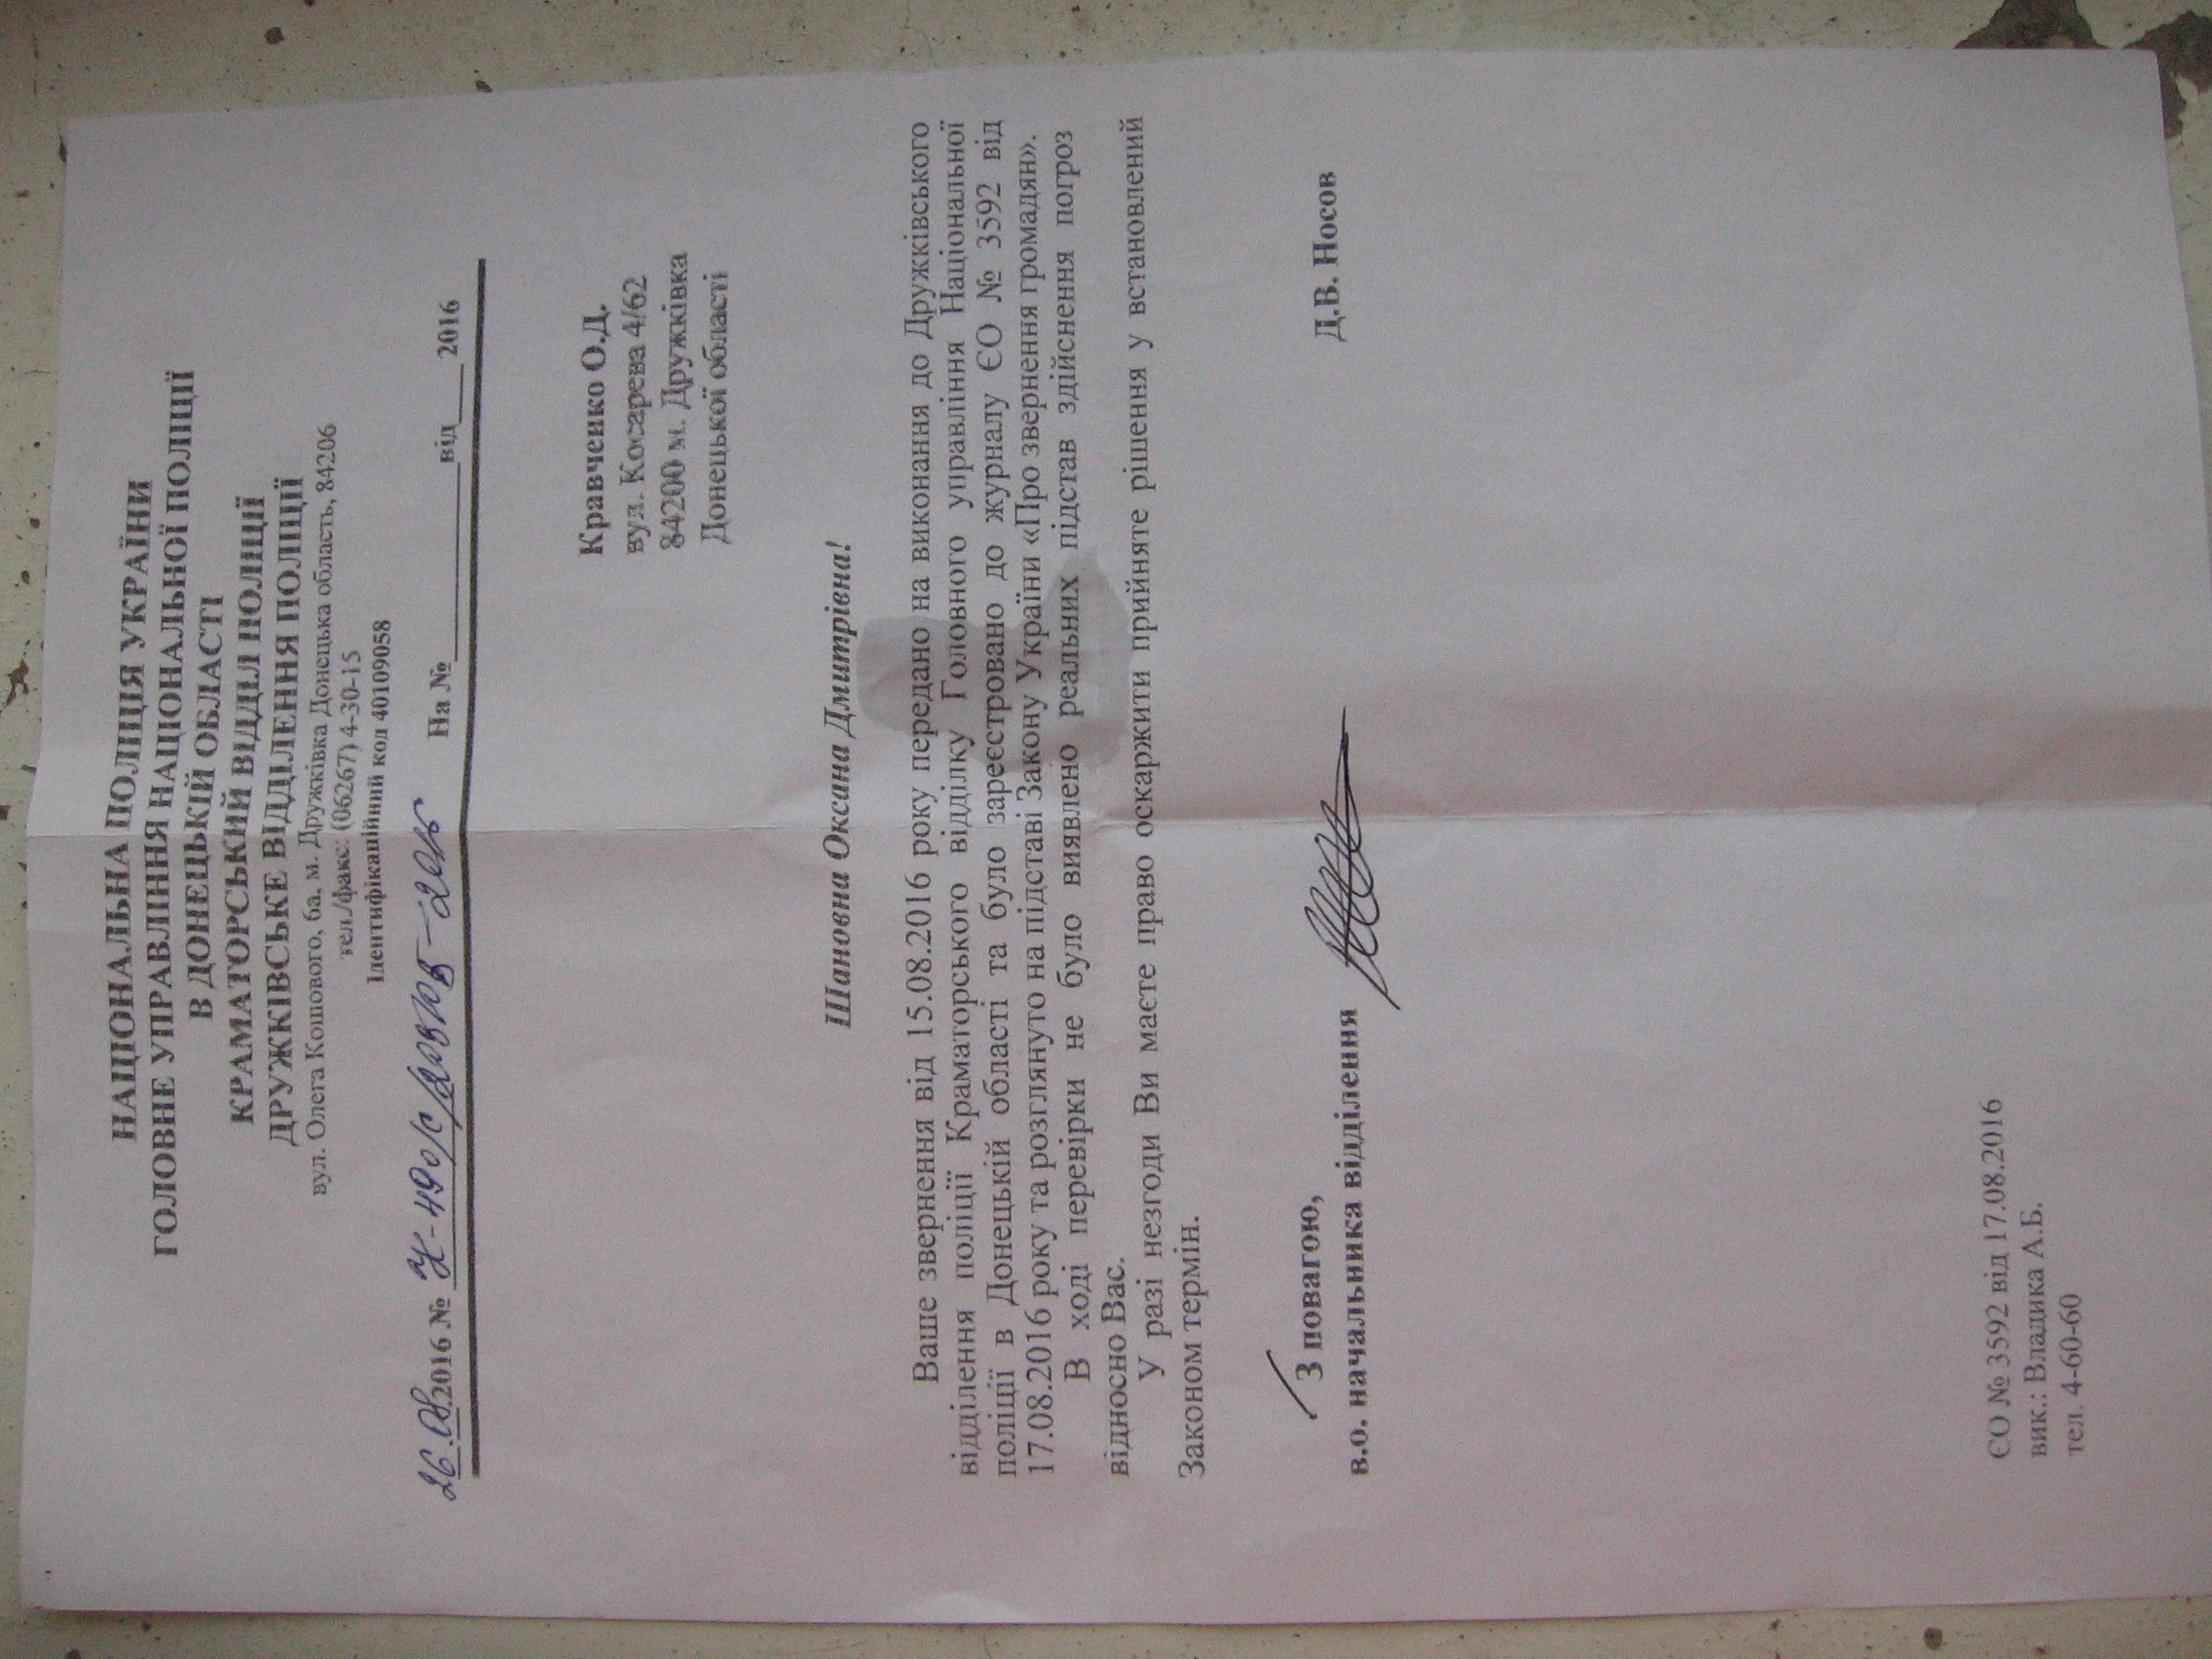 НАЦІОНАЛЬНА ПОЛІЦІЯ УКРАЇНИ
ГОЛОВНЕ УПРАВЛІННЯ НАЦІОНАЛЬНОЇ ПОЛІЦІЇ
В ДОНЕЦЬКІЙ ОБЛАСТІ
КРАМАТОРСЬКИЙ ВІДДІЛ ПОЛІЦІЇ
ДРУЖКІВСЬКЕ ВІДДІЛЕННЯ ПОЛІЦІЇ
вул. Олега Кошового, 6а, м. Дружківка Донецька область, 84206
тел./факс: (06267) 4-30-15
Ідентифікаційний код 40109058
26.08.2016 № На № від 2016
Кравченко О.Д.
вул. Косарева 4/62
84200 м. Дружківка
Донецької області
Шановна Оксана Дмитрівна!
Ваше звернення від 15.08.2016 року передано на виконання до Дружківського
відділення поліції Краматорського відділку Головного управління Національної
поліції в Донецькій області та було зареєстровано до журналу ЄО № 3592 від
17.08.2016 року та розглянуто на підставі Закону України «Про звернення громадян».
В ході перевірки не було виявлено реальних підстав здійснення погроз
відносно Вас.
У разі незгоди Ви маєте право оскаржити прийняте рішення у встановлений
Законом термін.
З повагою,
в.о. начальника відділення Д.В. Носов
ЄО № 3592 від 17.08.2016
вик.: Владика А.Б.
тел. 4-60-60